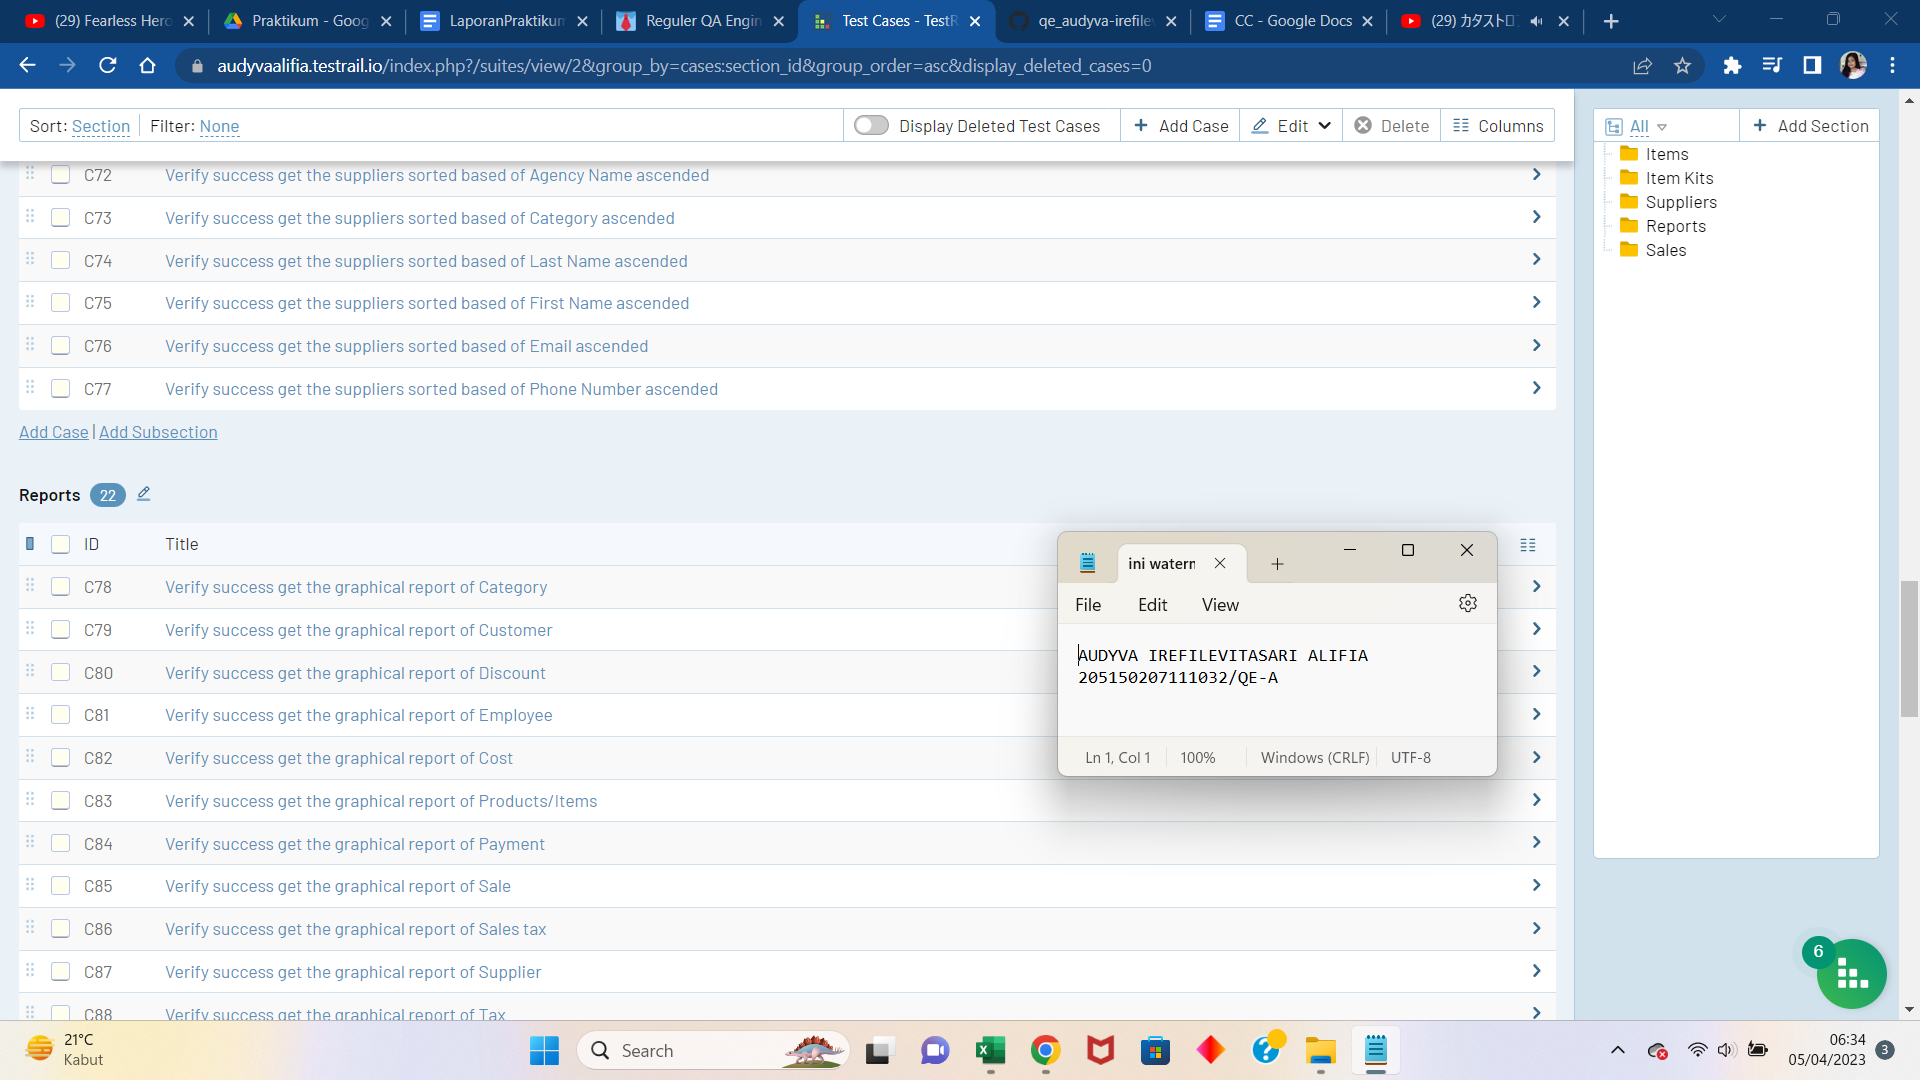 (29) Fearless Hero
Praktikum - Goog
LaporanPraktikum
Reguler QA Engin
Test Cases - TestR
qe_audyva-irefilev
CC - Google Docs
(29) カタストロ
audyvaalifia.testrail.io/index.php?/suites/view/2&group_by=cases:section_id&group_order=asc&display_deleted_cases=0
Sort: Section Filter: None
Display Deleted Test Cases
Add Case
Edit
Delete
Columns
All
Add Section
Items
Item Kits
Suppliers
Reports
Sales
C72 Verify success get the suppliers sorted based of Agency Name ascended
C73 Verify success get the suppliers sorted based of Category ascended
C74 Verify success get the suppliers sorted based of Last Name ascended
C75 Verify success get the suppliers sorted based of First Name ascended
C76 Verify success get the suppliers sorted based of Email ascended
C77 Verify success get the suppliers sorted based of Phone Number ascended
Add Case | Add Subsection
Reports 22
ID Title
C78 Verify success get the graphical report of Category
C79 Verify success get the graphical report of Customer
C80 Verify success get the graphical report of Discount
C81 Verify success get the graphical report of Employee
C82 Verify success get the graphical report of Cost
C83 Verify success get the graphical report of Products/Items
C84 Verify success get the graphical report of Payment
C85 Verify success get the graphical report of Sale
C86 Verify success get the graphical report of Sales tax
C87 Verify success get the graphical report of Supplier
C88 Verify success get the graphical report of Tax
ini waterm
File Edit View
AUDYVA IREFILEVITASARI ALIFIA
205150207111032/QE-A
Ln 1, Col 1 100% Windows (CRLF) UTF-8
6
21°C
Kabut
Search
06:34
05/04/2023
3